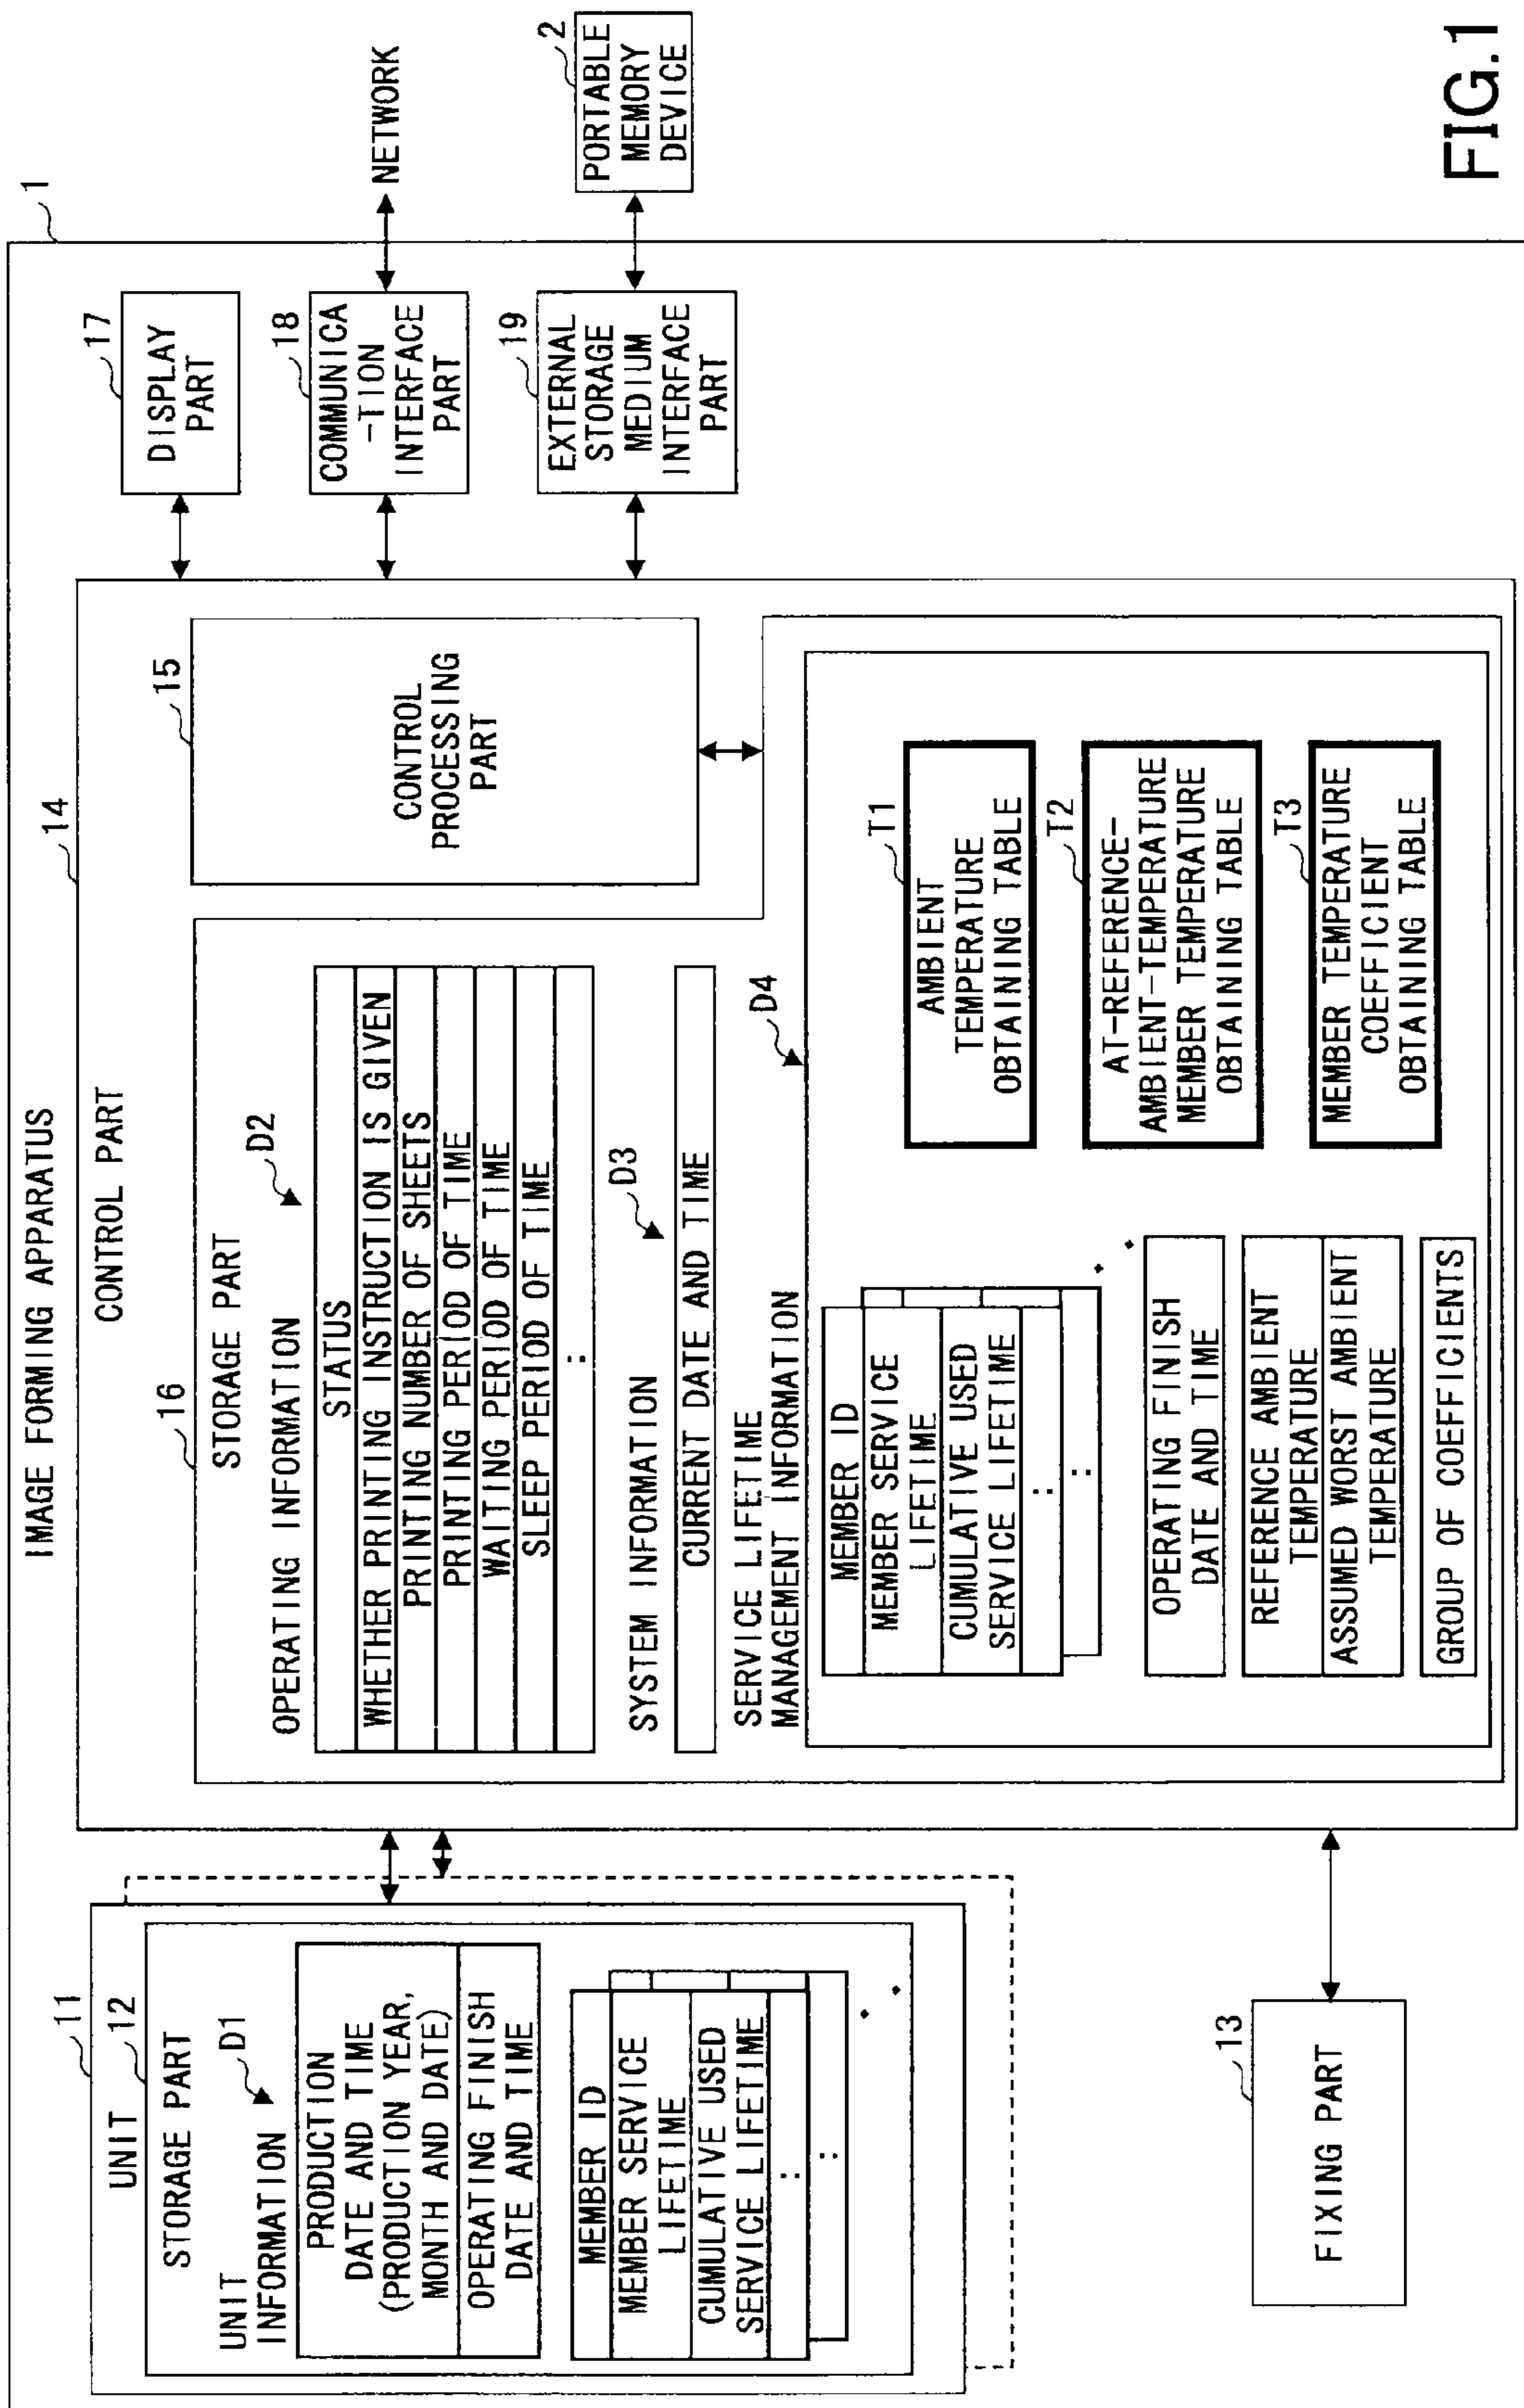 IMAGE FORMING APPARATUS
1
11
UNIT
12
STORAGE PART
UNIT
INFORMATION
D1
PRODUCTION
DATE AND TIME
(PRODUCTION YEAR,
MONTH AND DATE)
OPERATING FINISH
DATE AND TIME
MEMBER ID
MEMBER SERVICE
LIFETIME
CUMULATIVE USED
SERVICE LIFETIME
:
:
13
FIXING PART
14
CONTROL PART
16
STORAGE PART
OPERATING INFORMATION
D2
STATUS
WHETHER PRINTING INSTRUCTION IS GIVEN
PRINTING NUMBER OF SHEETS
PRINTING PERIOD OF TIME
WAITING PERIOD OF TIME
SLEEP PERIOD OF TIME
:
SYSTEM INFORMATION
D3
CURRENT DATE AND TIME
SERVICE LIFETIME
MANAGEMENT INFORMATION
D4
MEMBER ID
MEMBER SERVICE
LIFETIME
CUMULATIVE USED
SERVICE LIFETIME
:
:
OPERATING FINISH
DATE AND TIME
REFERENCE AMBIENT
TEMPERATURE
ASSUMED WORST AMBIENT
TEMPERATURE
GROUP OF COEFFICIENTS
T1
AMBIENT
TEMPERATURE
OBTAINING TABLE
T2
AT-REFERENCE-
AMBIENT-TEMPERATURE
MEMBER TEMPERATURE
OBTAINING TABLE
T3
MEMBER TEMPERATURE
COEFFICIENT
OBTAINING TABLE
15
CONTROL
PROCESSING
PART
17
DISPLAY
PART
18
COMMUNICA
-TION
INTERFACE
PART
NETWORK
19
EXTERNAL
STORAGE
MEDIUM
INTERFACE
PART
2
PORTABLE
MEMORY
DEVICE
FIG.1